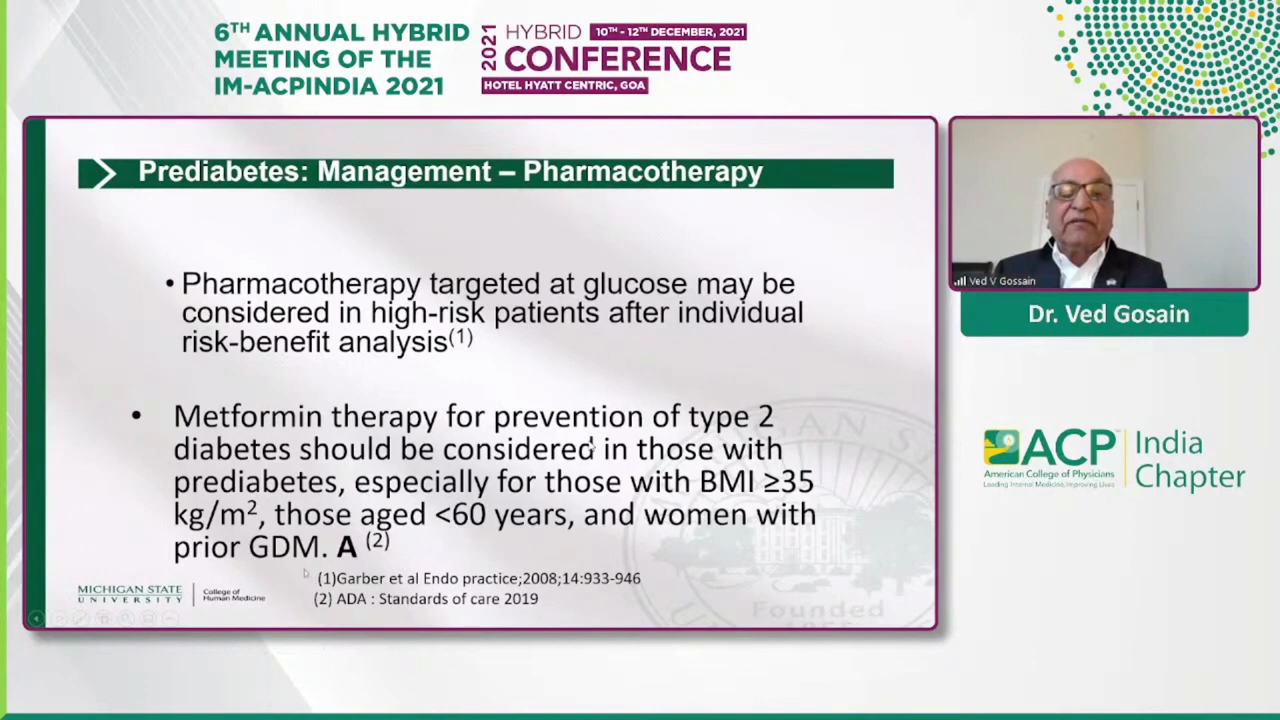 6TH ANNUAL HYBRID
MEETING OF THE
IM-ACPINDIA 2021
2021
HYBRID
10TH - 12TH DECEMBER, 2021
CONFERENCE
HOTEL HYATT CENTRIC, GOA
Prediabetes: Management – Pharmacotherapy
• Pharmacotherapy targeted at glucose may be
considered in high-risk patients after individual
risk-benefit analysis(1)
• Metformin therapy for prevention of type 2
diabetes should be considered in those with
prediabetes, especially for those with BMI ≥35
kg/m2, those aged <60 years, and women with
prior GDM. A (2)
(1)Garber et al Endo practice;2008;14:933-946
(2) ADA : Standards of care 2019
MICHIGAN STATE
UNIVERSITY
College of
Human Medicine
Founded
Ved V Gossain
Dr. Ved Gosain
ACP
American College of Physicians
Leading Internal Medicine, Improving Lives
India
Chapter